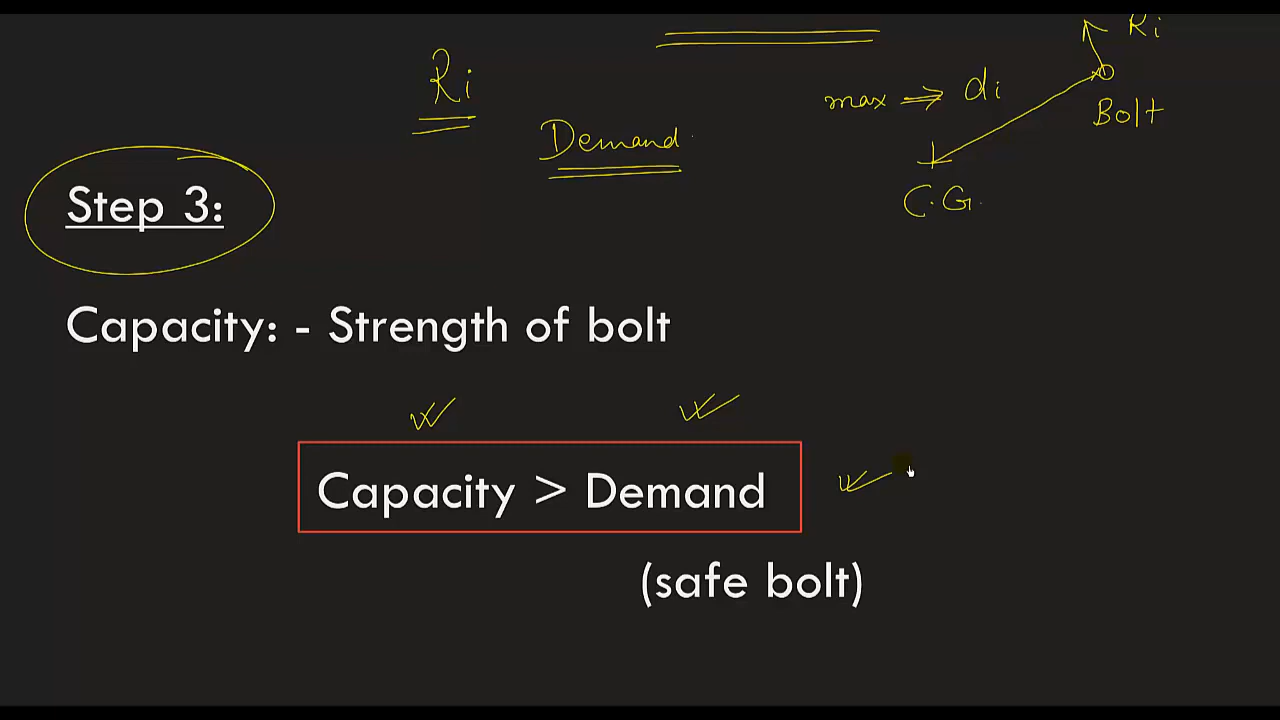 Ri
Ri
max ⇒ di
Bolt
Demand
C.G.
Step 3:
Capacity: - Strength of bolt
Capacity > Demand
(safe bolt)